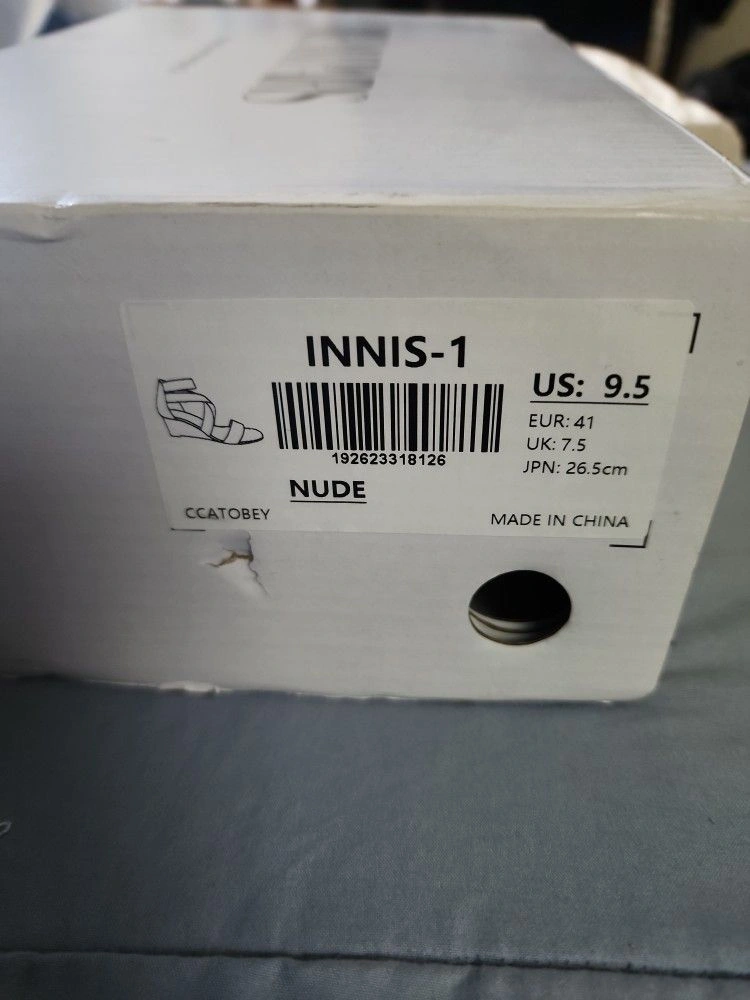 INNIS-1
192623318126
NUDE
CCATOBEY
US: 9.5
EUR: 41
UK: 7.5
JPN: 26.5cm
MADE IN CHINA